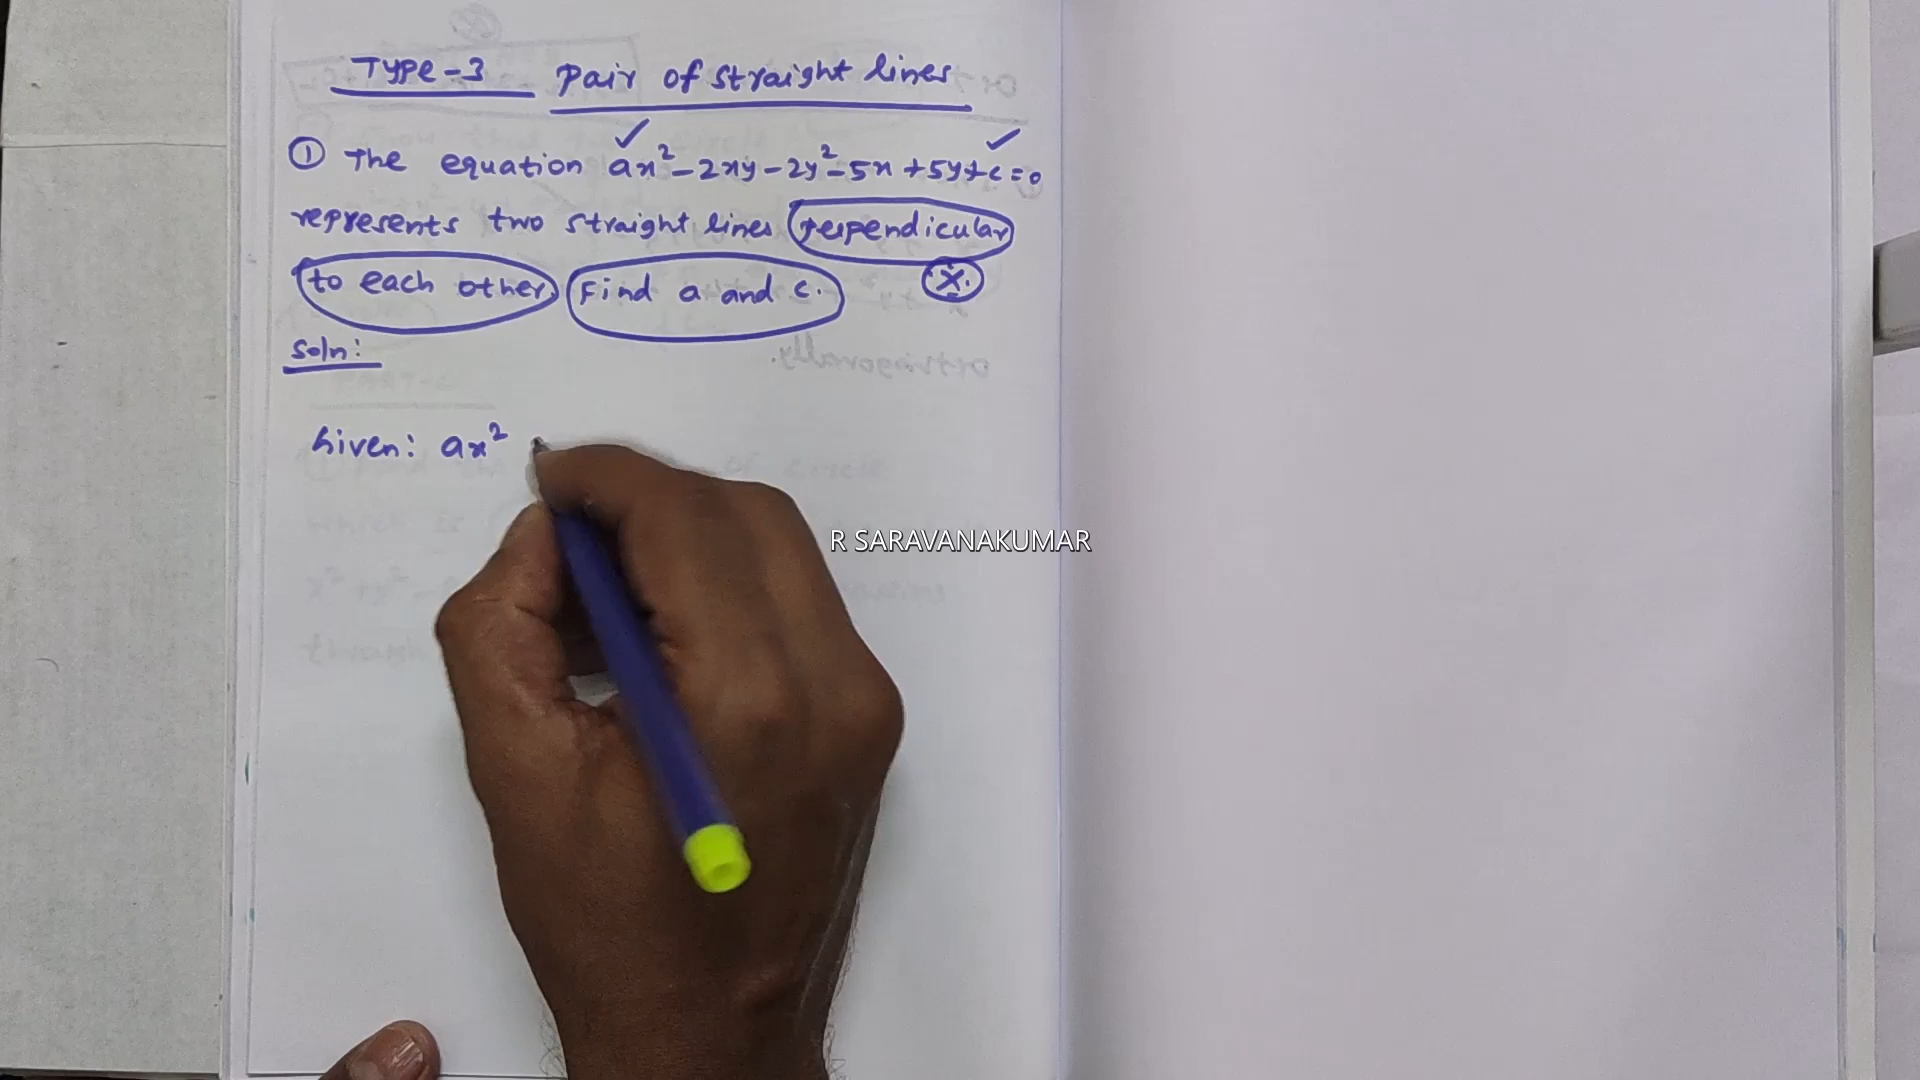 TYPE-3 Pair of straight lines
① The equation ax²-2xy-2y²-5x+5y+c=0
represents two straight lines perpendicular
to each other. Find a and c. X.
Soln:
Given: ax²
R SARAVANAKUMAR
orthogonally.